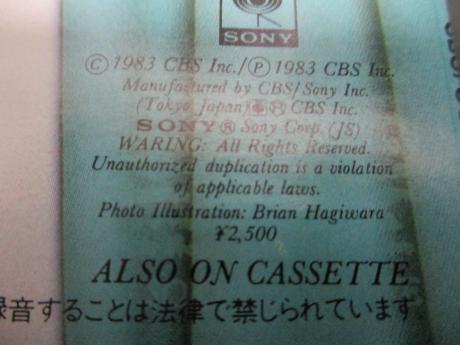 SONY
Ⓒ 1983 CBS Inc./Ⓟ 1983 CBS Inc.
Manufactured by CBS/Sony Inc.
(Tokyo Japan) ® CBS Inc.
SONY® Sony Corp. (JS)
WARING: All Rights Reserved.
Unauthorized duplication is a violation
of applicable laws.
Photo Illustration: Brian Hagiwara
¥2,500
ALSO ON CASSETTE
録音することは法律で禁じられています